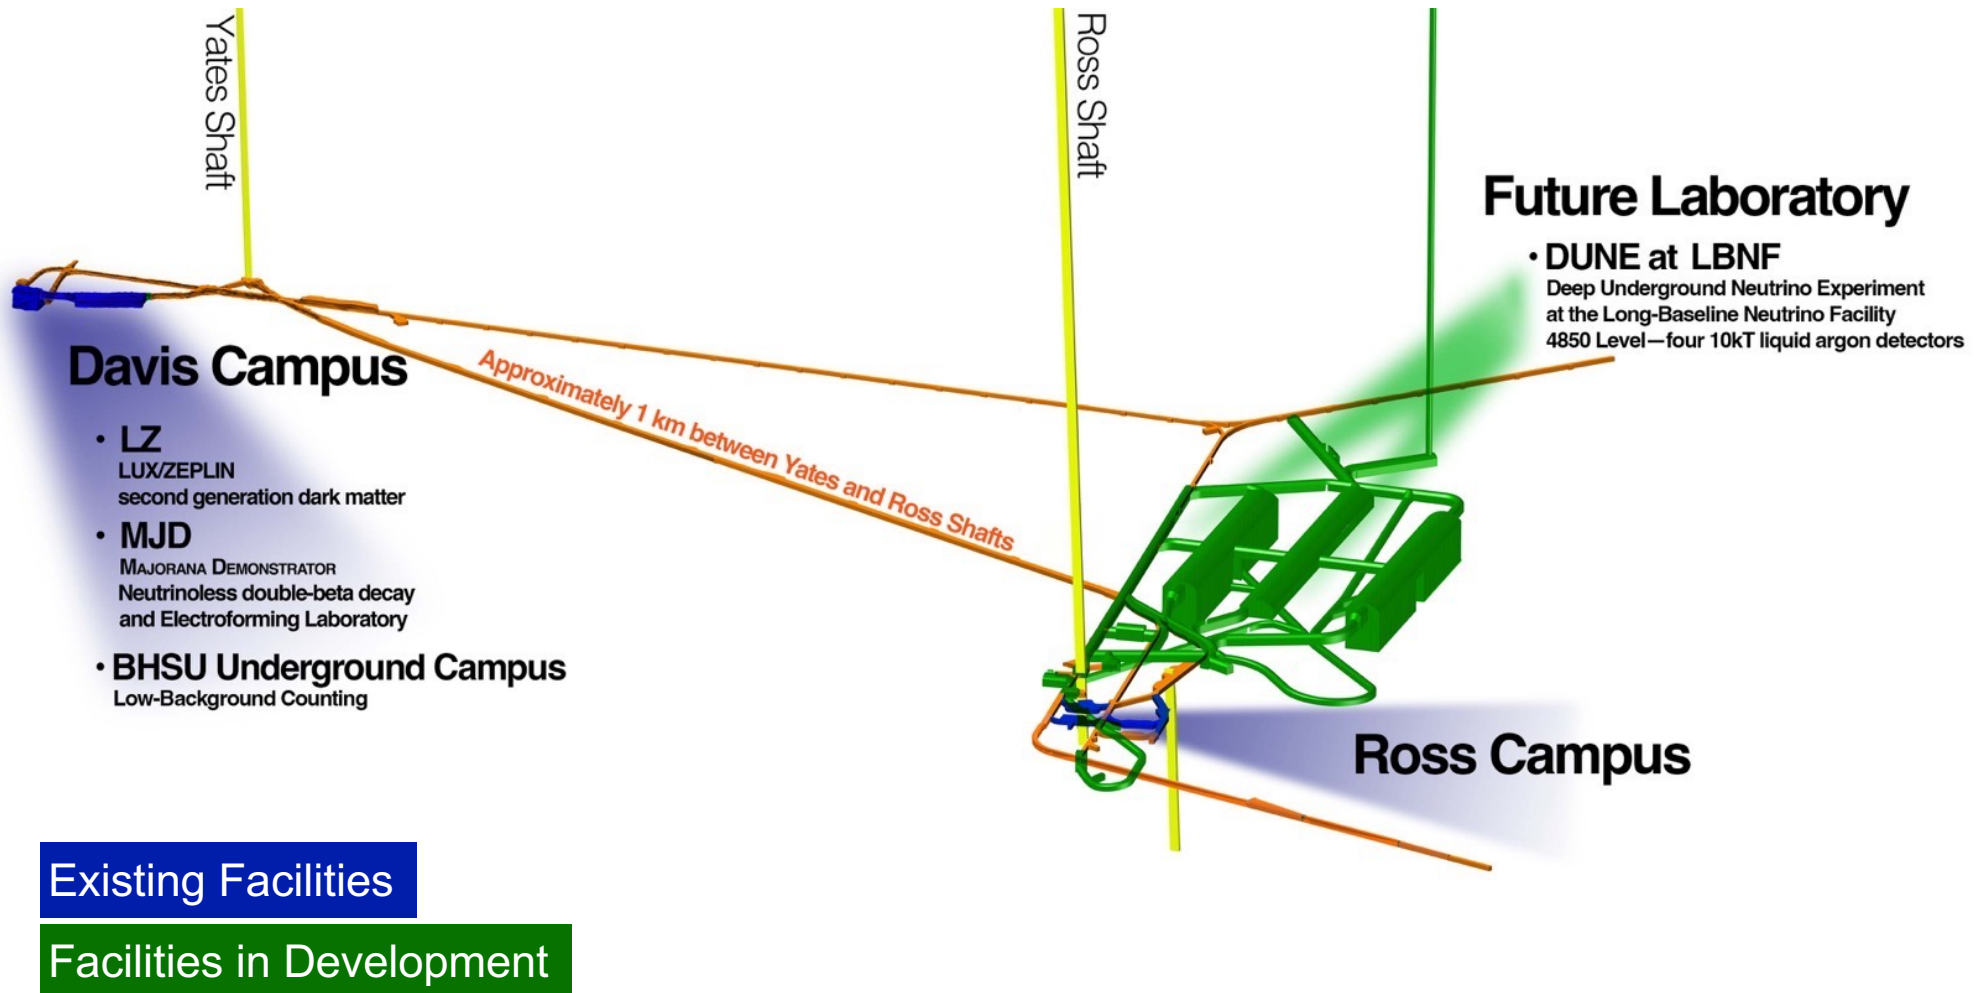 Yates Shaft
Ross Shaft
Future Laboratory
• DUNE at LBNF
Deep Underground Neutrino Experiment
at the Long-Baseline Neutrino Facility
4850 Level—four 10kT liquid argon detectors
Approximately 1 km between Yates and Ross Shafts
Davis Campus
• LZ
LUX/ZEPLIN
second generation dark matter
• MJD
MAJORANA DEMONSTRATOR
Neutrinoless double-beta decay
and Electroforming Laboratory
• BHSU Underground Campus
Low-Background Counting
Ross Campus
Existing Facilities
Facilities in Development